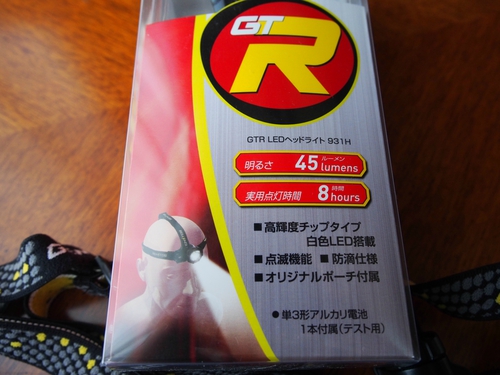 GT
R
GTR LEDヘッドライト 931H
明るさ 45 ルーメン lumens
実用点灯時間 8 時間 hours
■高輝度チップタイプ
白色LED搭載
■点滅機能 ■防滴仕様
■オリジナルポーチ付属
●単3形アルカリ電池
1本付属(テスト用)
GT